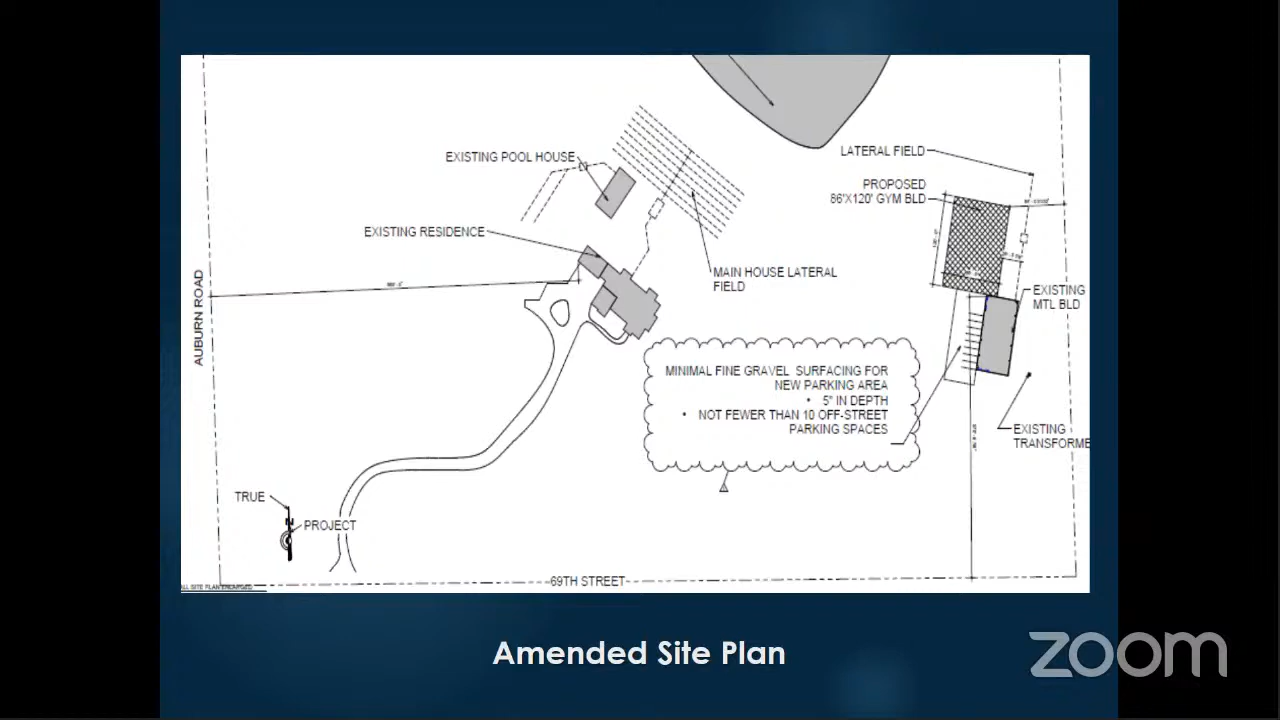 EXISTING POOL HOUSE
LATERAL FIELD
PROPOSED
86'X120' GYM BLD
EXISTING RESIDENCE
MAIN HOUSE LATERAL
FIELD
AUBURN ROAD
EXISTING
MTL BLD
MINIMAL FINE GRAVEL SURFACING FOR
NEW PARKING AREA
• 5" IN DEPTH
• NOT FEWER THAN 10 OFF-STREET
PARKING SPACES
EXISTING
TRANSFORME
TRUE
N
PROJECT
69TH STREET
Amended Site Plan
zoom